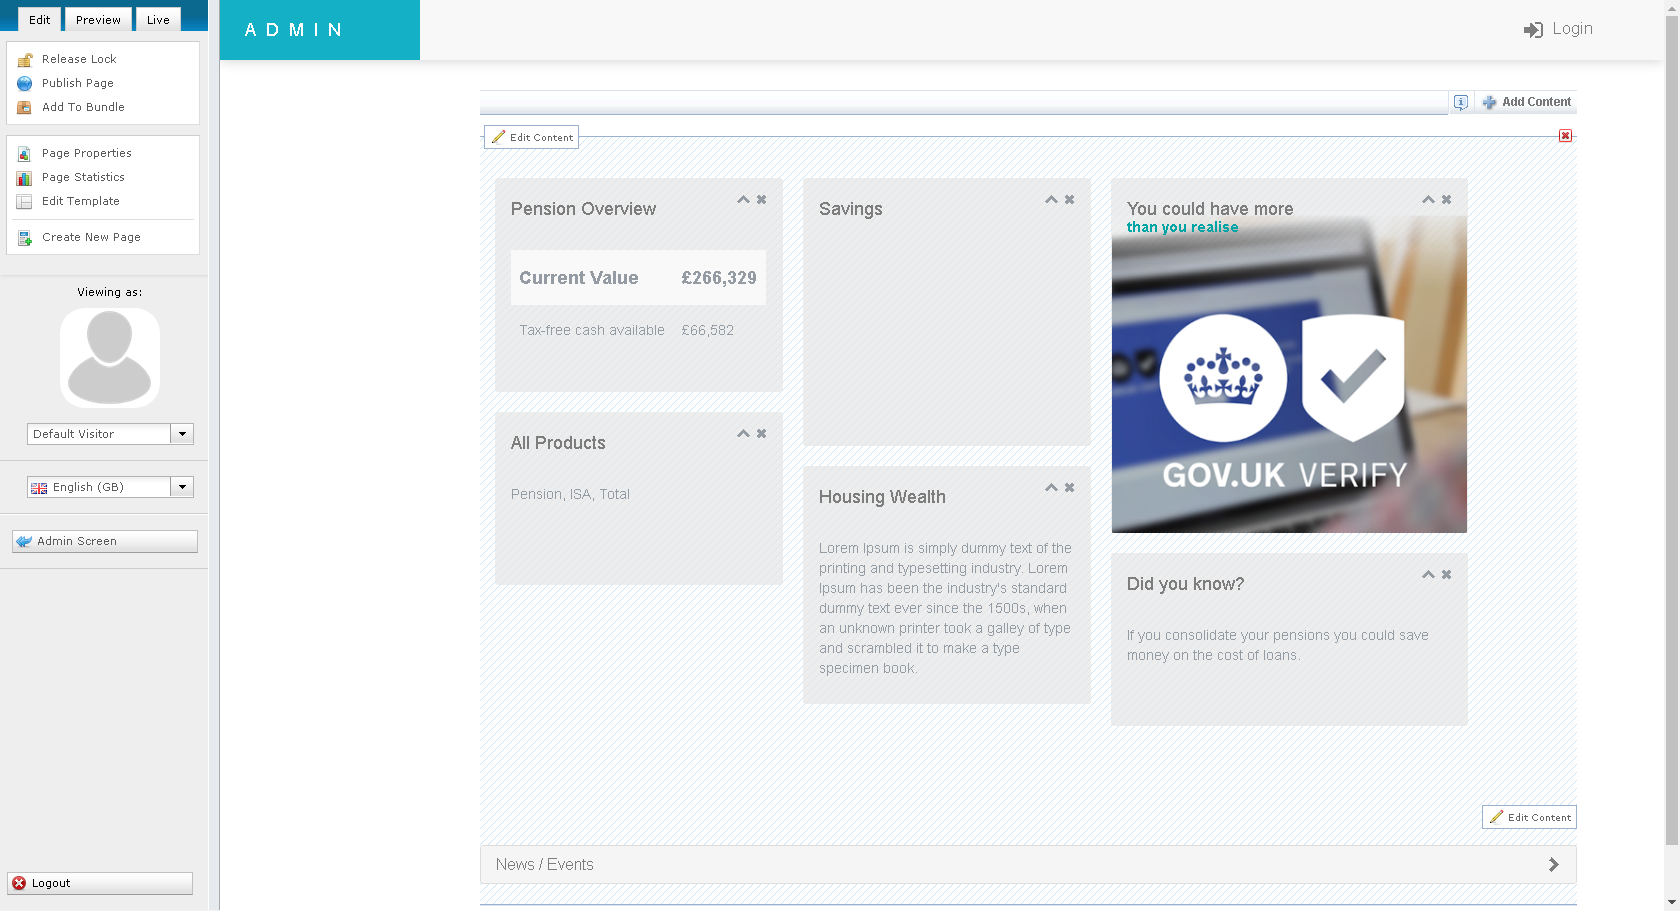 Edit
Preview
Live
Release Lock
Publish Page
Add To Bundle
Page Properties
Page Statistics
Edit Template
Create New Page
Viewing as:
Default Visitor
English (GB)
Admin Screen
Logout
ADMIN
Login
Add Content
Edit Content
Pension Overview
Current Value £266,329
Tax-free cash available £66,582
All Products
Pension, ISA, Total
Savings
Housing Wealth
Lorem Ipsum is simply dummy text of the
printing and typesetting industry. Lorem
Ipsum has been the industry's standard
dummy text ever since the 1500s, when
an unknown printer took a galley of type
and scrambled it to make a type
specimen book.
You could have more
than you realise
GOV.UK VERIFY
Did you know?
If you consolidate your pensions you could save
money on the cost of loans.
Edit Content
News / Events